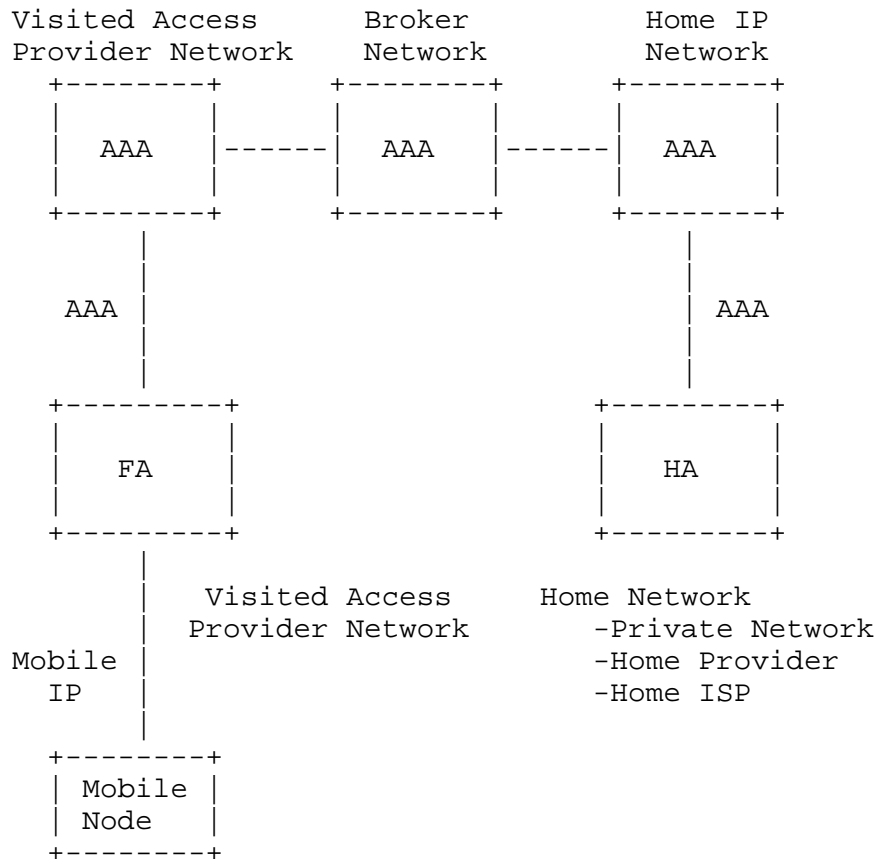 Visited Access Broker Home IP
Provider Network Network Network
+--------+ +--------+ +--------+
| | | | | |
| AAA |------| AAA |------| AAA |
| | | | | |
+--------+ +--------+ +--------+
| |
| |
AAA | | AAA
| |
| |
+---------+ +---------+
| | | |
| FA | | HA |
| | | |
+---------+ +---------+
|
| Visited Access Home Network
| Provider Network -Private Network
Mobile | -Home Provider
IP | -Home ISP
|
+--------+
| Mobile |
| Node |
+--------+